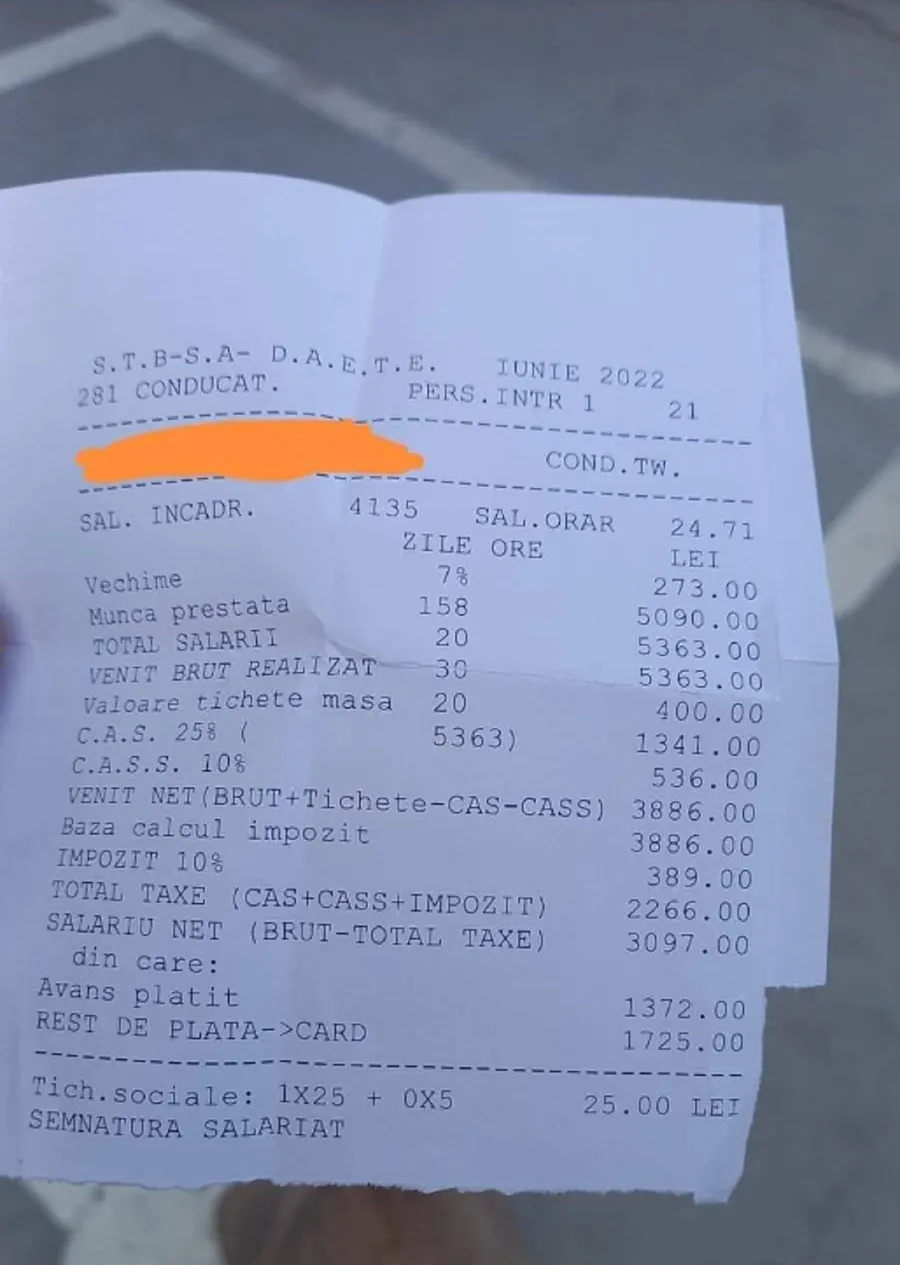 S.T.B-S.A- D.A.E.T.E. IUNIE 2022
281 CONDUCAT. PERS.INTR 1 21
COND.TW.
SAL. INCADR. 4135 SAL.ORAR 24.71
ZILE ORE LEI
Vechime 7% 273.00
Munca prestata 158 5090.00
TOTAL SALARII 20 5363.00
VENIT BRUT REALIZAT 30 5363.00
Valoare tichete masa 20 400.00
C.A.S. 25% ( 5363) 1341.00
C.A.S.S. 10% 536.00
VENIT NET(BRUT+Tichete-CAS-CASS) 3886.00
Baza calcul impozit 3886.00
IMPOZIT 10% 389.00
TOTAL TAXE (CAS+CASS+IMPOZIT) 2266.00
SALARIU NET (BRUT-TOTAL TAXE) 3097.00
din care:
Avans platit 1372.00
REST DE PLATA->CARD 1725.00
Tich.sociale: 1X25 + 0X5 25.00 LEI
SEMNATURA SALARIAT